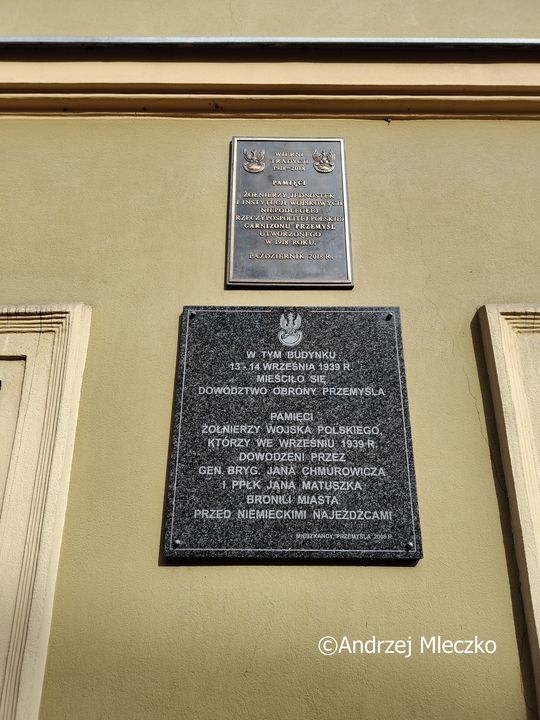 WIERNI
TRADYCJI
1918-2018
PAMIĘCI
ŻOŁNIERZY, JEDNOSTEK
I INSTYTUCJI WOJSKOWYCH
NIEPODLEGŁEJ
RZECZYPOSPOLITEJ POLSKIEJ
GARNIZONU PRZEMYŚL
UTWORZONEGO
W 1918 ROKU.
PAŹDZIERNIK 2018 R.
W TYM BUDYNKU
13 - 14 WRZEŚNIA 1939 R.
MIEŚCIŁO SIĘ
DOWÓDZTWO OBRONY PRZEMYŚLA
PAMIĘCI
ŻOŁNIERZY WOJSKA POLSKIEGO,
KTÓRZY WE WRZEŚNIU 1939 R.
DOWODZENI PRZEZ
GEN. BRYG. JANA CHMUROWICZA
I PPŁK JANA MATUSZKA
BRONILI MIASTA
PRZED NIEMIECKIMI NAJEŹDŹCAMI
MIESZKAŃCY PRZEMYŚLA 2009 R.
©Andrzej Mleczko